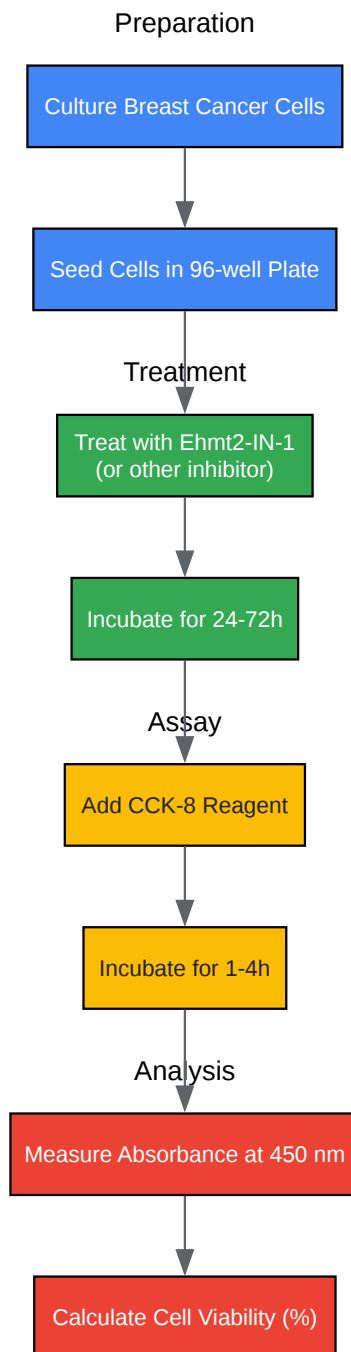 Preparation
Culture Breast Cancer Cells
Seed Cells in 96-well Plate
Treatment
Treat with Ehmt2-IN-1
(or other inhibitor)
Incubate for 24-72h
Assay
Add CCK-8 Reagent
Incubate for 1-4h
Analysis
Measure Absorbance at 450 nm
Calculate Cell Viability (%)